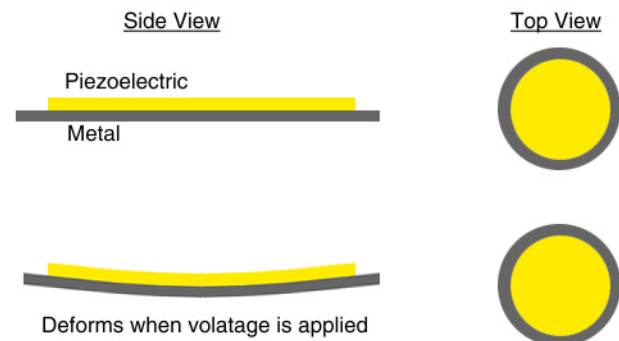 Side View
Top View
Piezoelectric
Metal
Deforms when volatage is applied